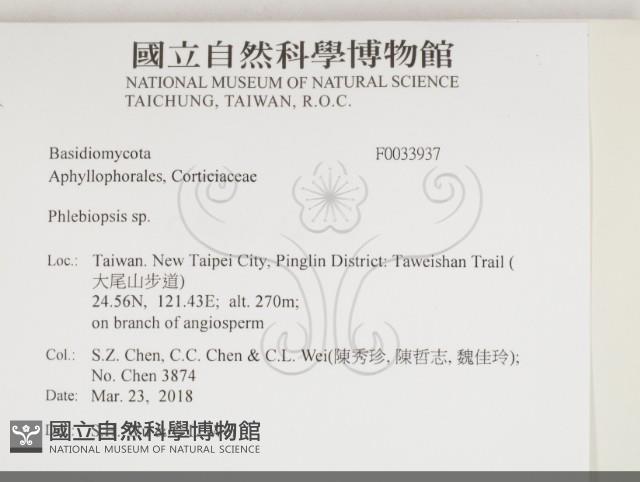 國立自然科學博物館
NATIONAL MUSEUM OF NATURAL SCIENCE
TAICHUNG, TAIWAN, R.O.C.
Basidiomycota F0033937
Aphyllophorales, Corticiaceae
Phlebiopsis sp.
Loc.: Taiwan. New Taipei City, Pinglin District: Taweishan Trail (
大尾山步道)
24.56N, 121.43E; alt. 270m;
on branch of angiosperm
Col.: S.Z. Chen, C.C. Chen & C.L. Wei(陳秀珍, 陳哲志, 魏佳玲);
No. Chen 3874
Date: Mar. 23, 2018
國立自然科學博物館
NATIONAL MUSEUM OF NATURAL SCIENCE